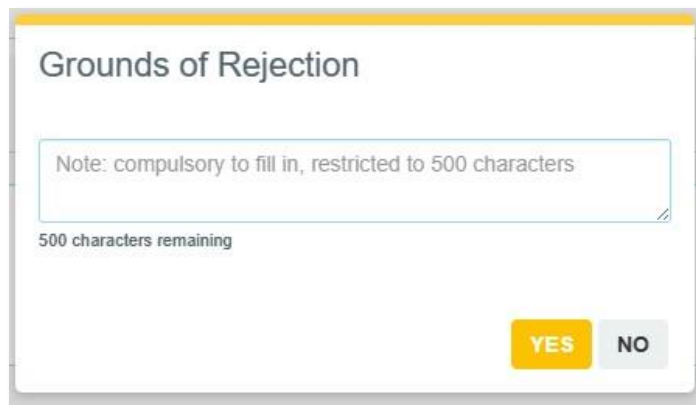 Grounds of Rejection
Note: compulsory to fill in, restricted to 500 characters
500 characters remaining
YES NO